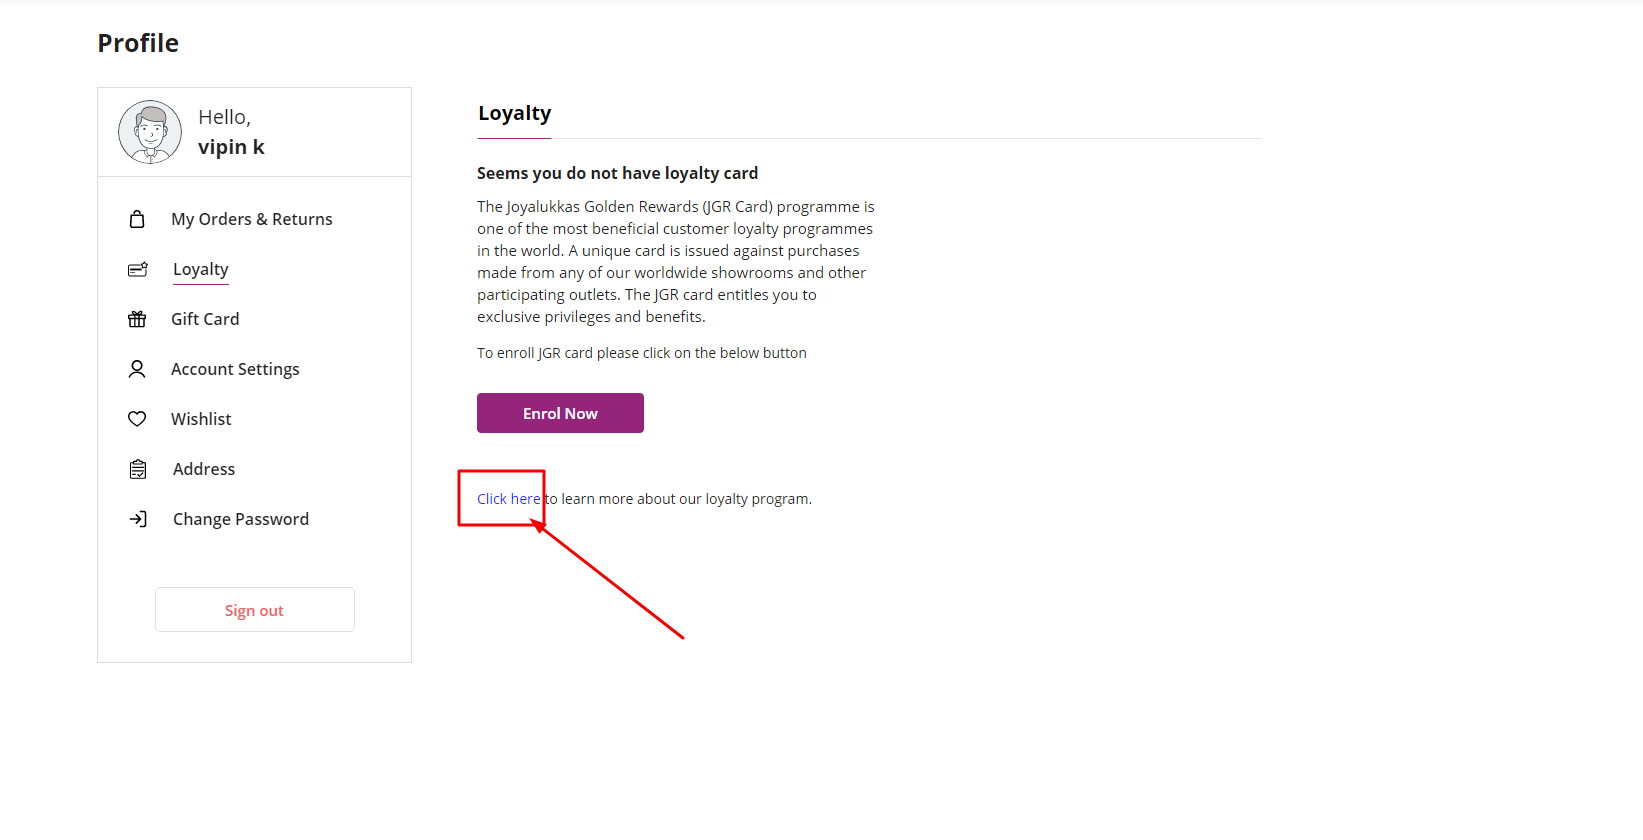 Profile
Hello,
vipin k
My Orders & Returns
Loyalty
Gift Card
Account Settings
Wishlist
Address
Change Password
Sign out
Loyalty
Seems you do not have loyalty card
The Joyalukkas Golden Rewards (JGR Card) programme is
one of the most beneficial customer loyalty programmes
in the world. A unique card is issued against purchases
made from any of our worldwide showrooms and other
participating outlets. The JGR card entitles you to
exclusive privileges and benefits.
To enroll JGR card please click on the below button
Enrol Now
Click here to learn more about our loyalty program.